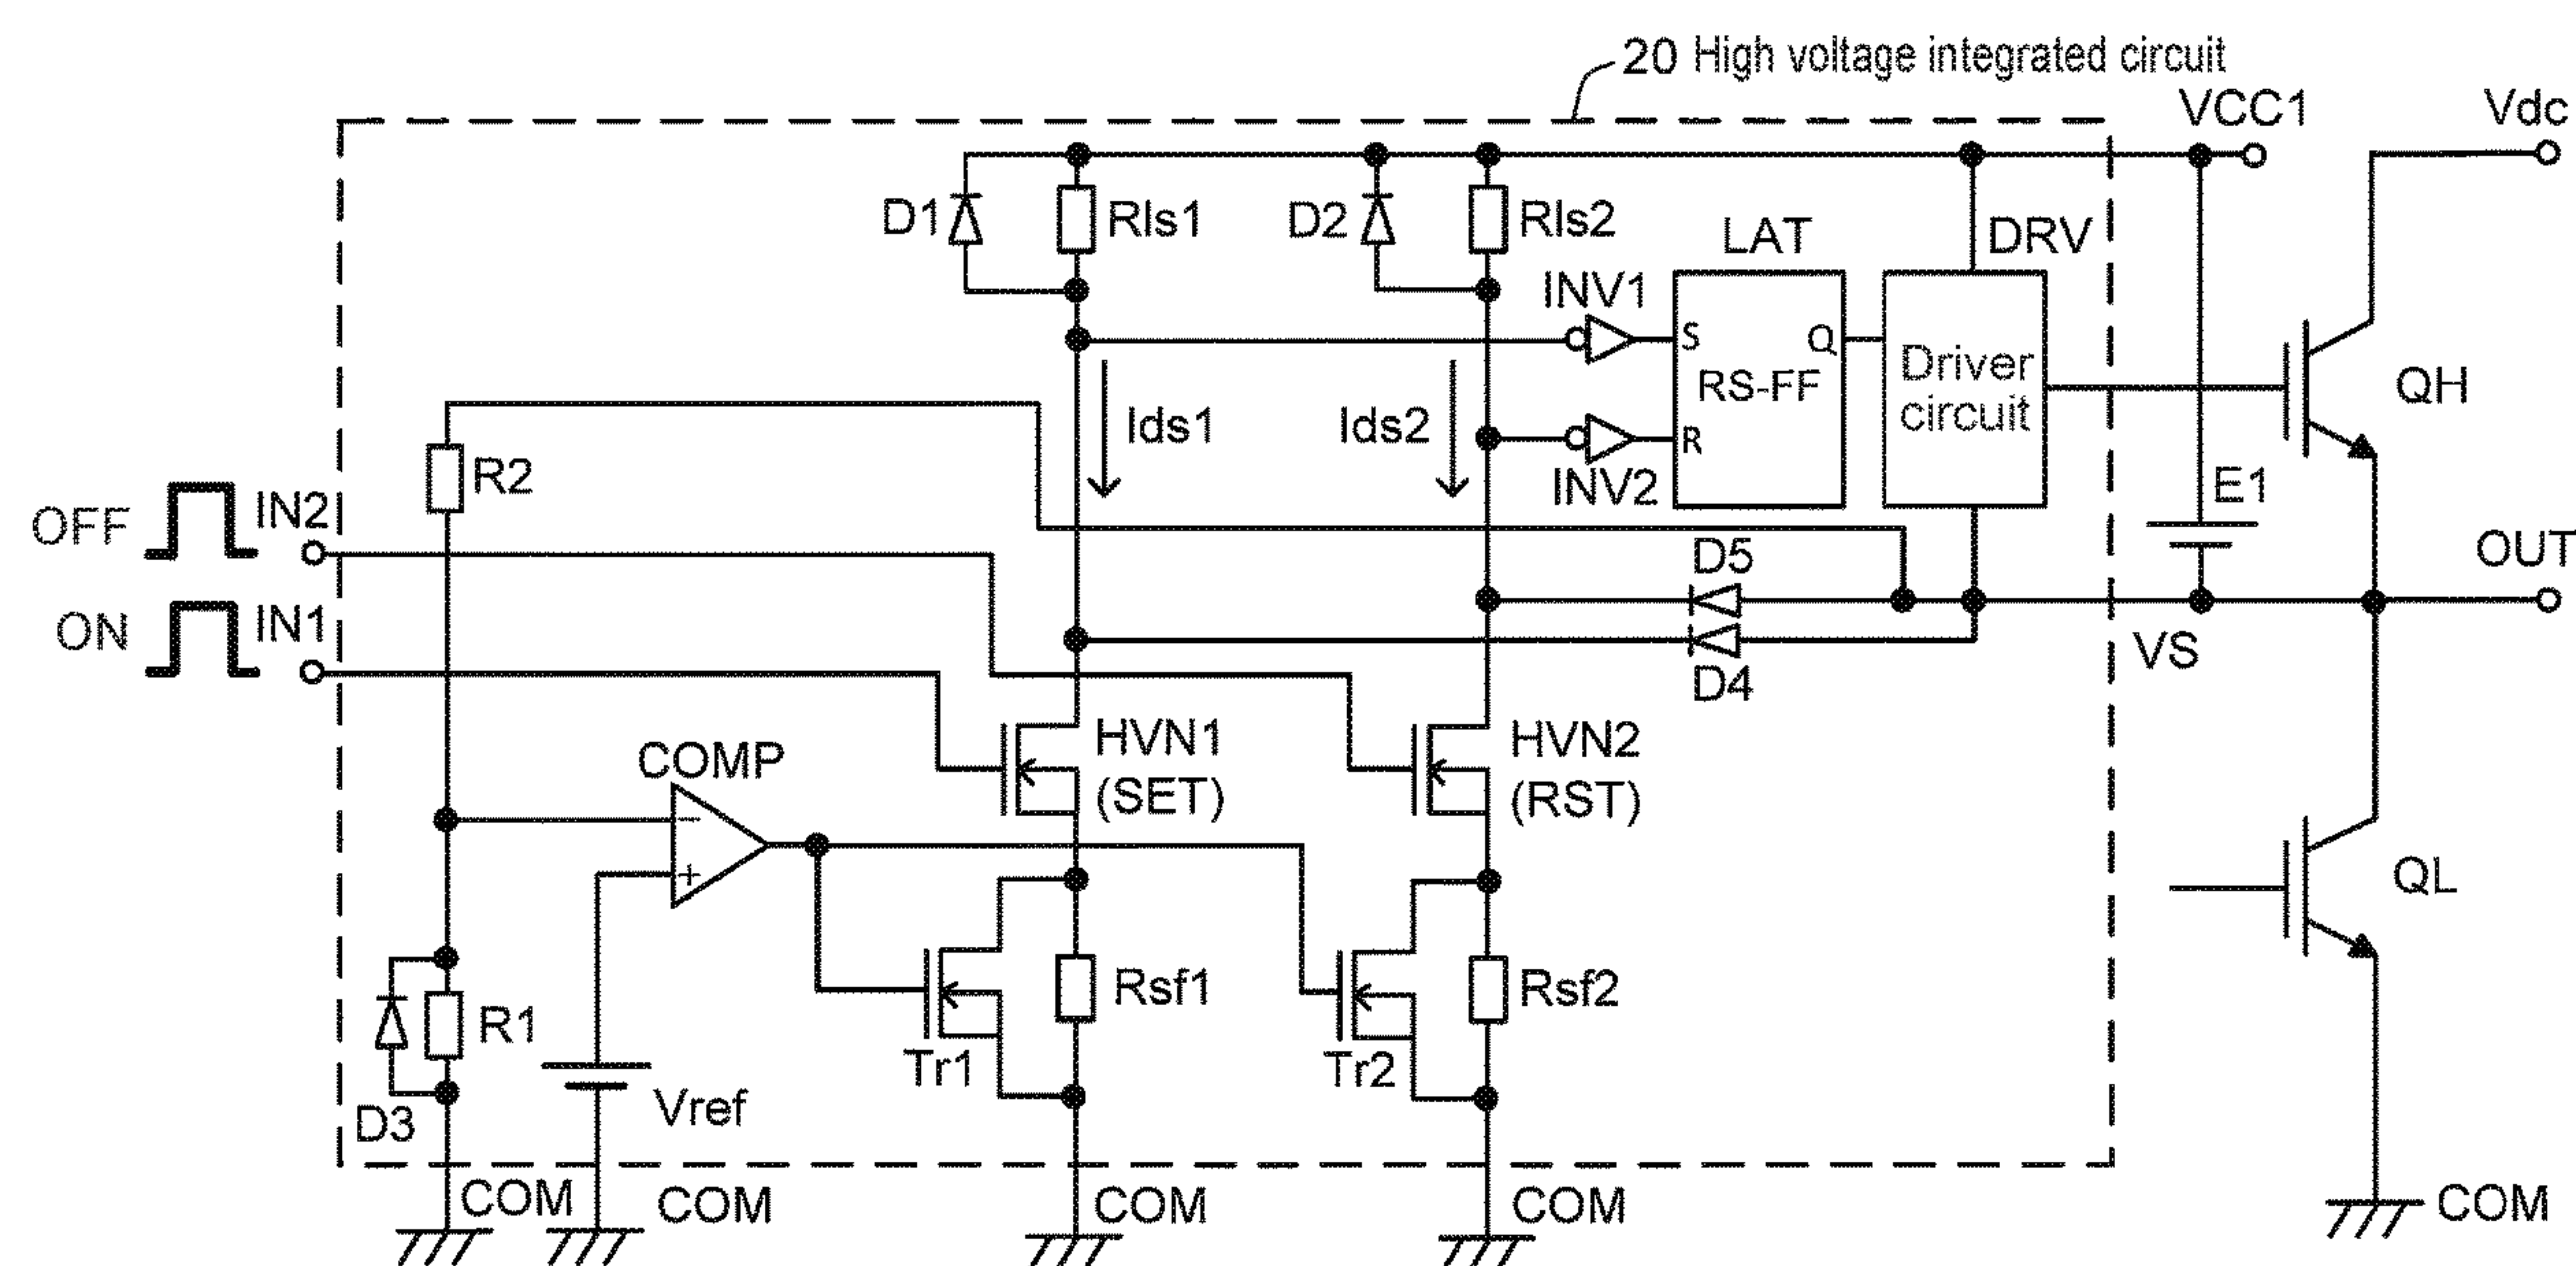 20 High voltage integrated circuit
VCC1
Vdc
D1
Rls1
D2
Rls2
LAT
DRV
INV1
S
Q
RS-FF
R
Driver
circuit
QH
Ids1
Ids2
INV2
R2
E1
OFF
IN2
OUT
D5
ON
IN1
VS
D4
HVN1
(SET)
HVN2
(RST)
COMP
−
+
QL
Rsf1
Rsf2
R1
Tr1
Tr2
D3
Vref
COM
COM
COM
COM
COM